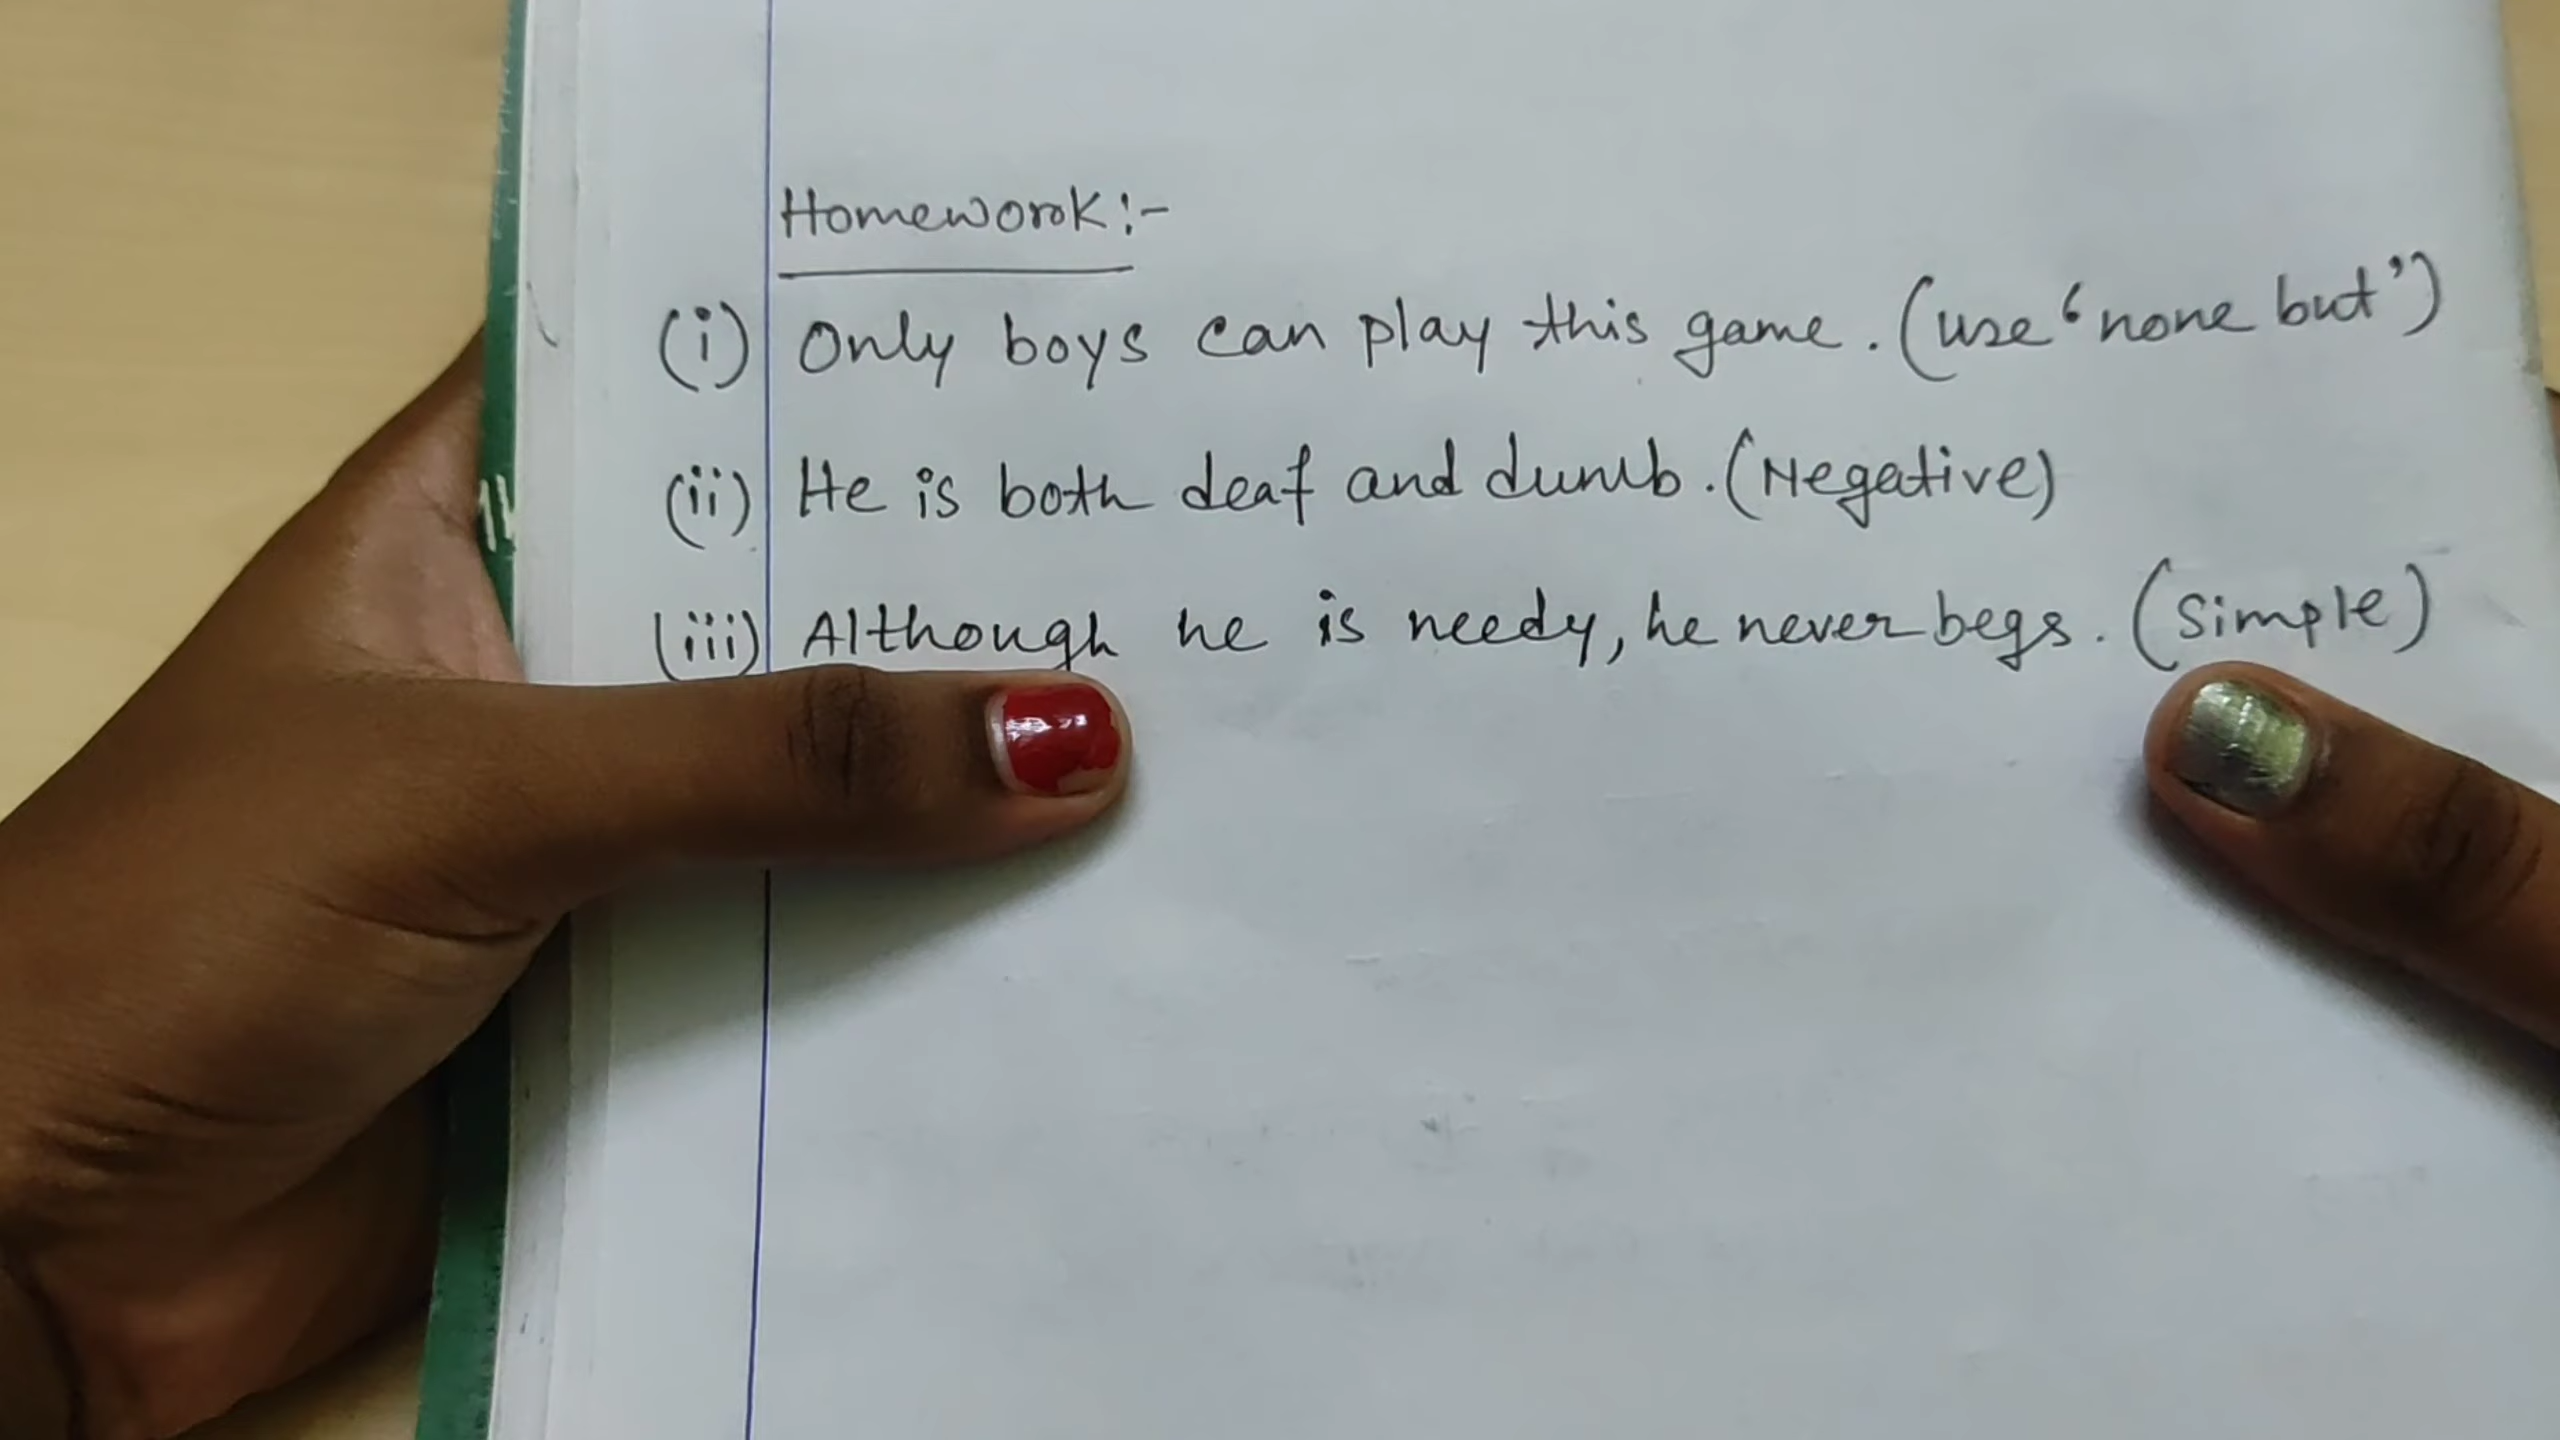 Homework:-
(i) Only boys can play this game. (use 'none but')
(ii) He is both deaf and dumb. (Negative)
(iii) Although he is needy, he never begs. (Simple)